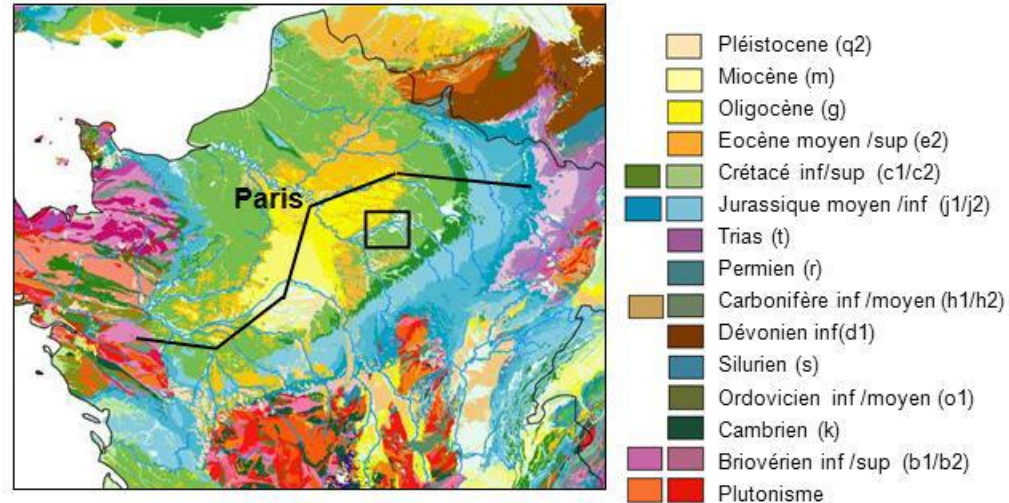 Paris
Pléistocene (q2)
Miocène (m)
Oligocène (g)
Eocène moyen /sup (e2)
Crétacé inf/sup (c1/c2)
Jurassique moyen /inf (j1/j2)
Trias (t)
Permien (r)
Carbonifère inf /moyen (h1/h2)
Dévonien inf(d1)
Silurien (s)
Ordovicien inf /moyen (o1)
Cambrien (k)
Briovérien inf /sup (b1/b2)
Plutonisme